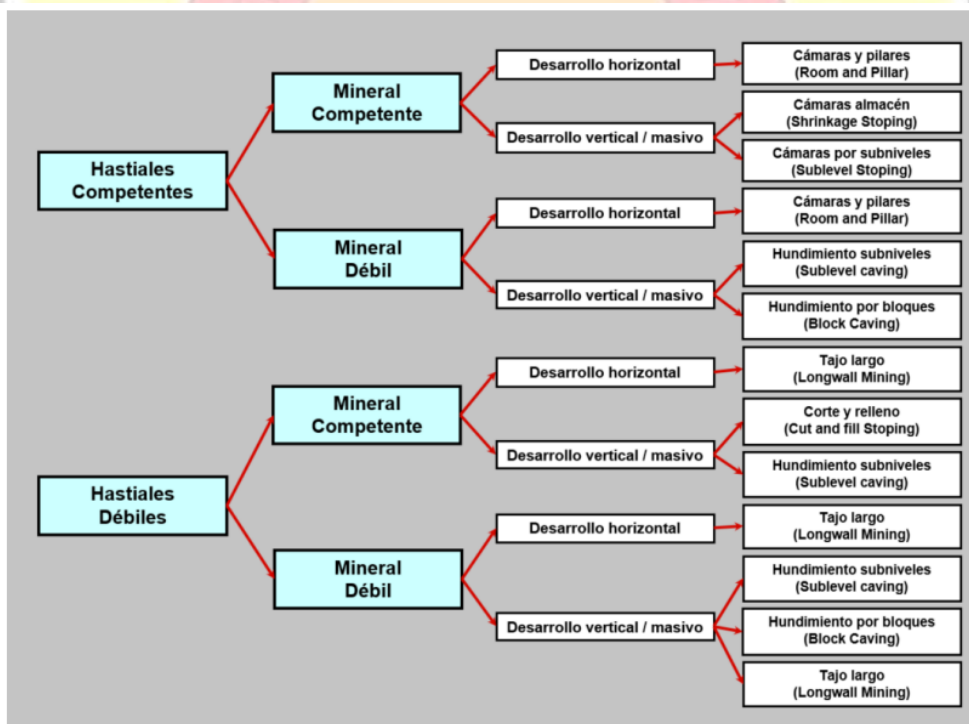 Hastiales
Competentes
Mineral
Competente
Desarrollo horizontal
Cámaras y pilares
(Room and Pillar)
Desarrollo vertical / masivo
Cámaras almacén
(Shrinkage Stoping)
Cámaras por subniveles
(Sublevel Stoping)
Mineral
Débil
Desarrollo horizontal
Cámaras y pilares
(Room and Pillar)
Desarrollo vertical / masivo
Hundimiento subniveles
(Sublevel caving)
Hundimiento por bloques
(Block Caving)
Hastiales
Débiles
Mineral
Competente
Desarrollo horizontal
Tajo largo
(Longwall Mining)
Desarrollo vertical / masivo
Corte y relleno
(Cut and fill Stoping)
Hundimiento subniveles
(Sublevel caving)
Mineral
Débil
Desarrollo horizontal
Tajo largo
(Longwall Mining)
Desarrollo vertical / masivo
Hundimiento subniveles
(Sublevel caving)
Hundimiento por bloques
(Block Caving)
Tajo largo
(Longwall Mining)